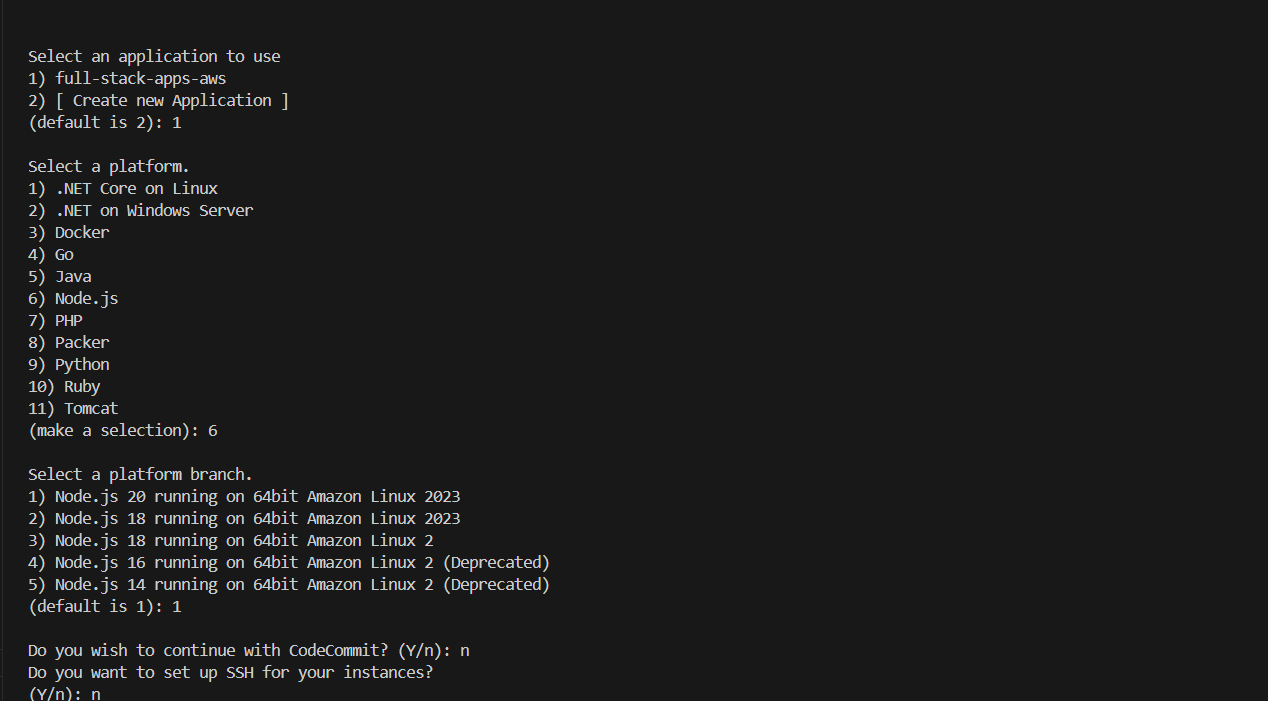 Select an application to use
1) full-stack-apps-aws
2) [ Create new Application ]
(default is 2): 1
Select a platform.
1) .NET Core on Linux
2) .NET on Windows Server
3) Docker
4) Go
5) Java
6) Node.js
7) PHP
8) Packer
9) Python
10) Ruby
11) Tomcat
(make a selection): 6
Select a platform branch.
1) Node.js 20 running on 64bit Amazon Linux 2023
2) Node.js 18 running on 64bit Amazon Linux 2023
3) Node.js 18 running on 64bit Amazon Linux 2
4) Node.js 16 running on 64bit Amazon Linux 2 (Deprecated)
5) Node.js 14 running on 64bit Amazon Linux 2 (Deprecated)
(default is 1): 1
Do you wish to continue with CodeCommit? (Y/n): n
Do you want to set up SSH for your instances?
(Y/n): n